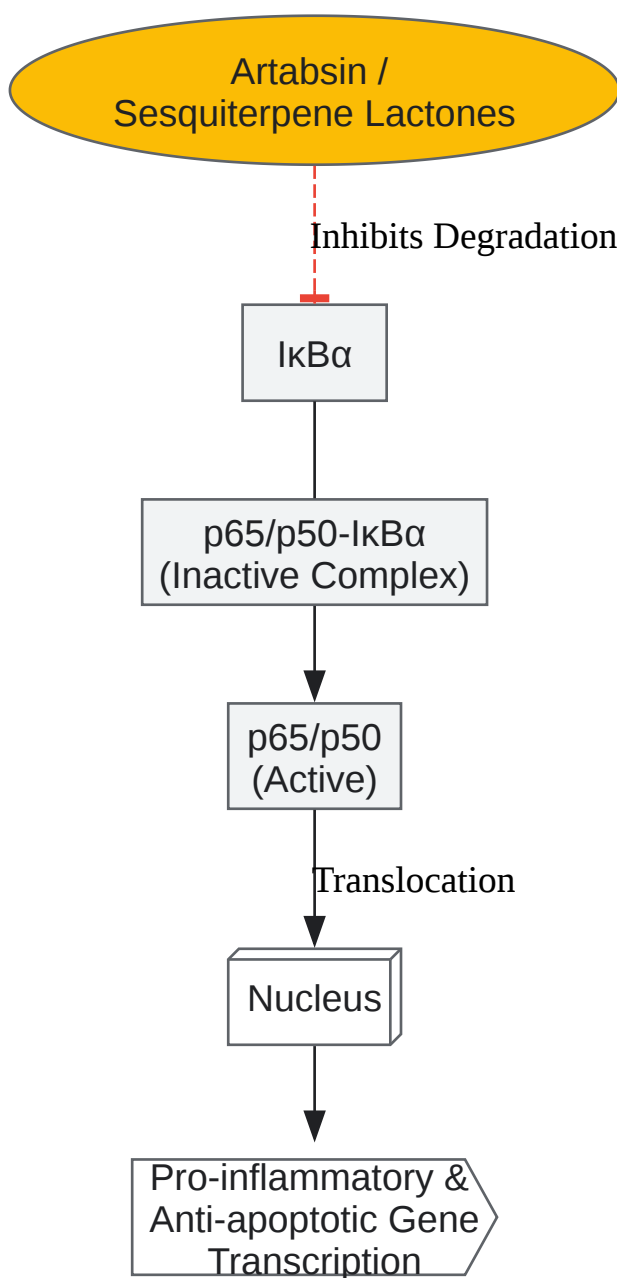 Artabsin /
Sesquiterpene Lactones
Inhibits Degradation
IκBα
p65/p50-IκBα
(Inactive Complex)
p65/p50
(Active)
Translocation
Nucleus
Pro-inflammatory &
Anti-apoptotic Gene
Transcription